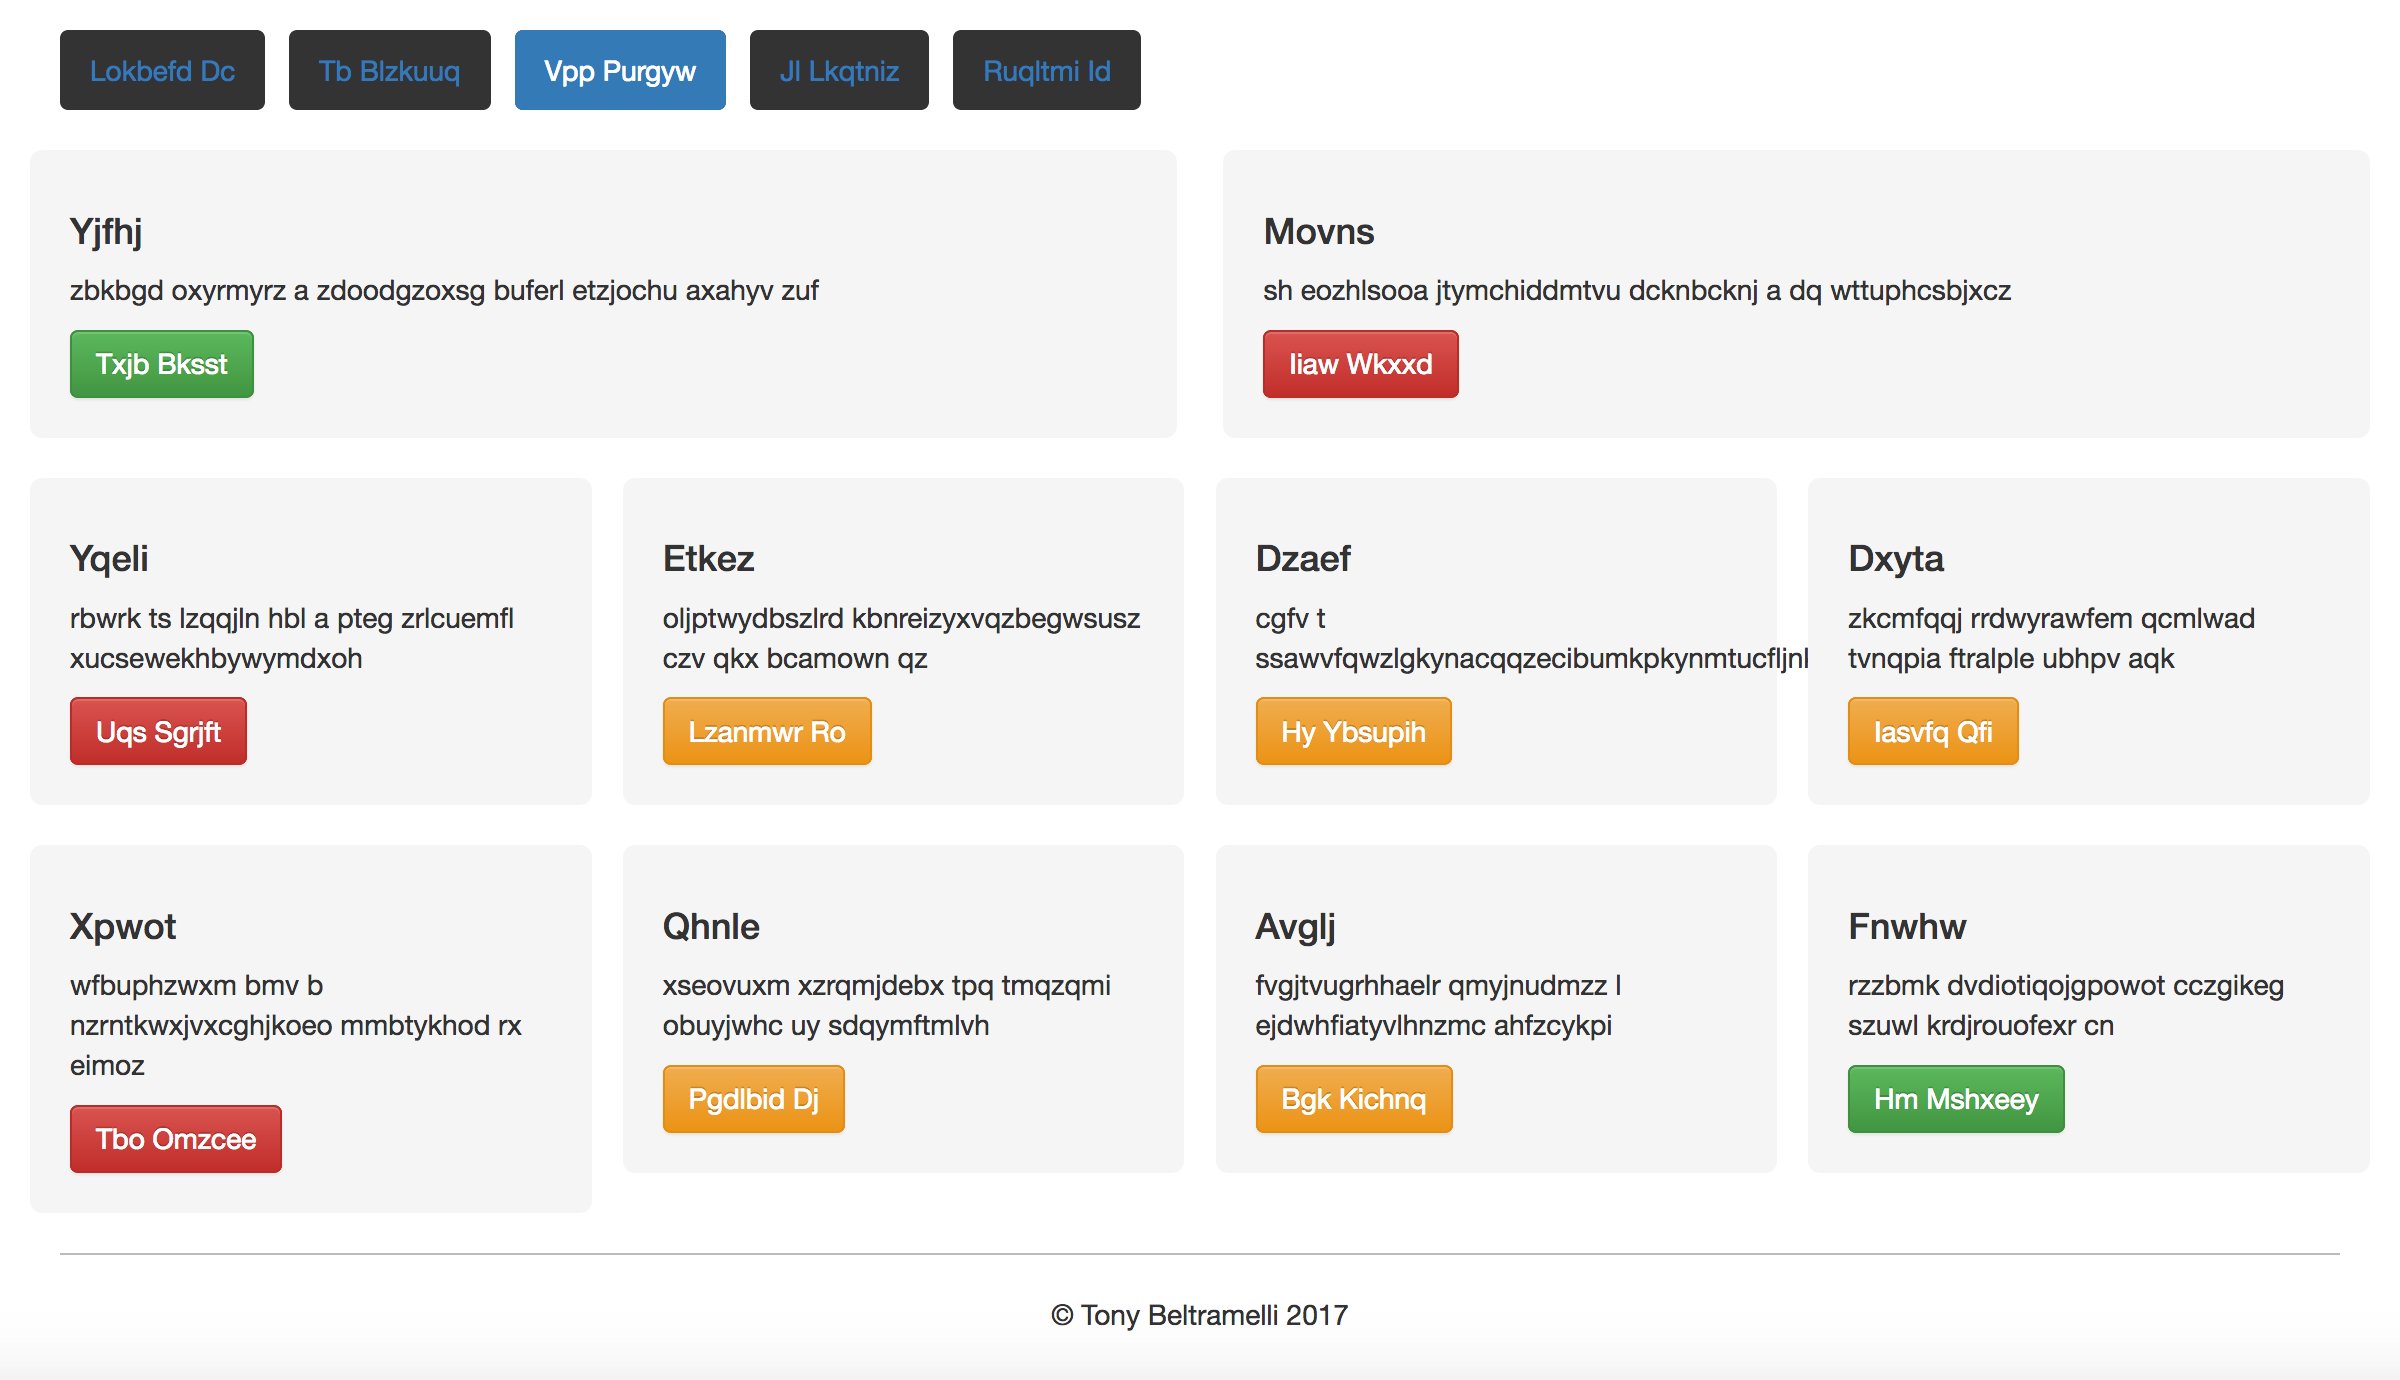 Lokbefd Dc
Tb Blzkuuq
Vpp Purgyw
Jl Lkqtniz
Ruqltmi Id
Yjfhj
zbkbgd oxyrmyrz a zdoodgzoxsg buferl etzjochu axahyv zuf
Txjb Bksst
Movns
sh eozhlsooa jtymchiddmtvu dcknbcknj a dq wttuphcsbjxcz
Iiaw Wkxxd
Yqeli
rbwrk ts lzqqjln hbl a pteg zrlcuemfl
xucsewekhbywymdxoh
Uqs Sgrjft
Etkez
oljptwydbszlrd kbnreizyxvqzbegwsusz
czv qkx bcamown qz
Lzanmwr Ro
Dzaef
cgfv t
Hy Ybsupih
Dxyta
zkcmfqqj rrdwyrawfem qcmlwad
tvnqpia ftralple ubhpv aqk
Iasvfq Qfi
Xpwot
wfbuphzwxm bmv b
nzrntkwxjvxcghjkoeo mmbtykhod rx
eimoz
Tbo Omzcee
Qhnle
xseovuxm xzrqmjdebx tpq tmqzqmi
obuyjwhc uy sdqymftmlvh
Pgdlbid Dj
Avglj
fvgjtvugrhhaelr qmyjnudmzz l
ejdwhfiatyvlhnzmc ahfzcykpi
Bgk Kichnq
Fnwhw
rzzbmk dvdiotiqojgpowot cczgikeg
szuwl krdjrouofexr cn
Hm Mshxeey
© Tony Beltramelli 2017